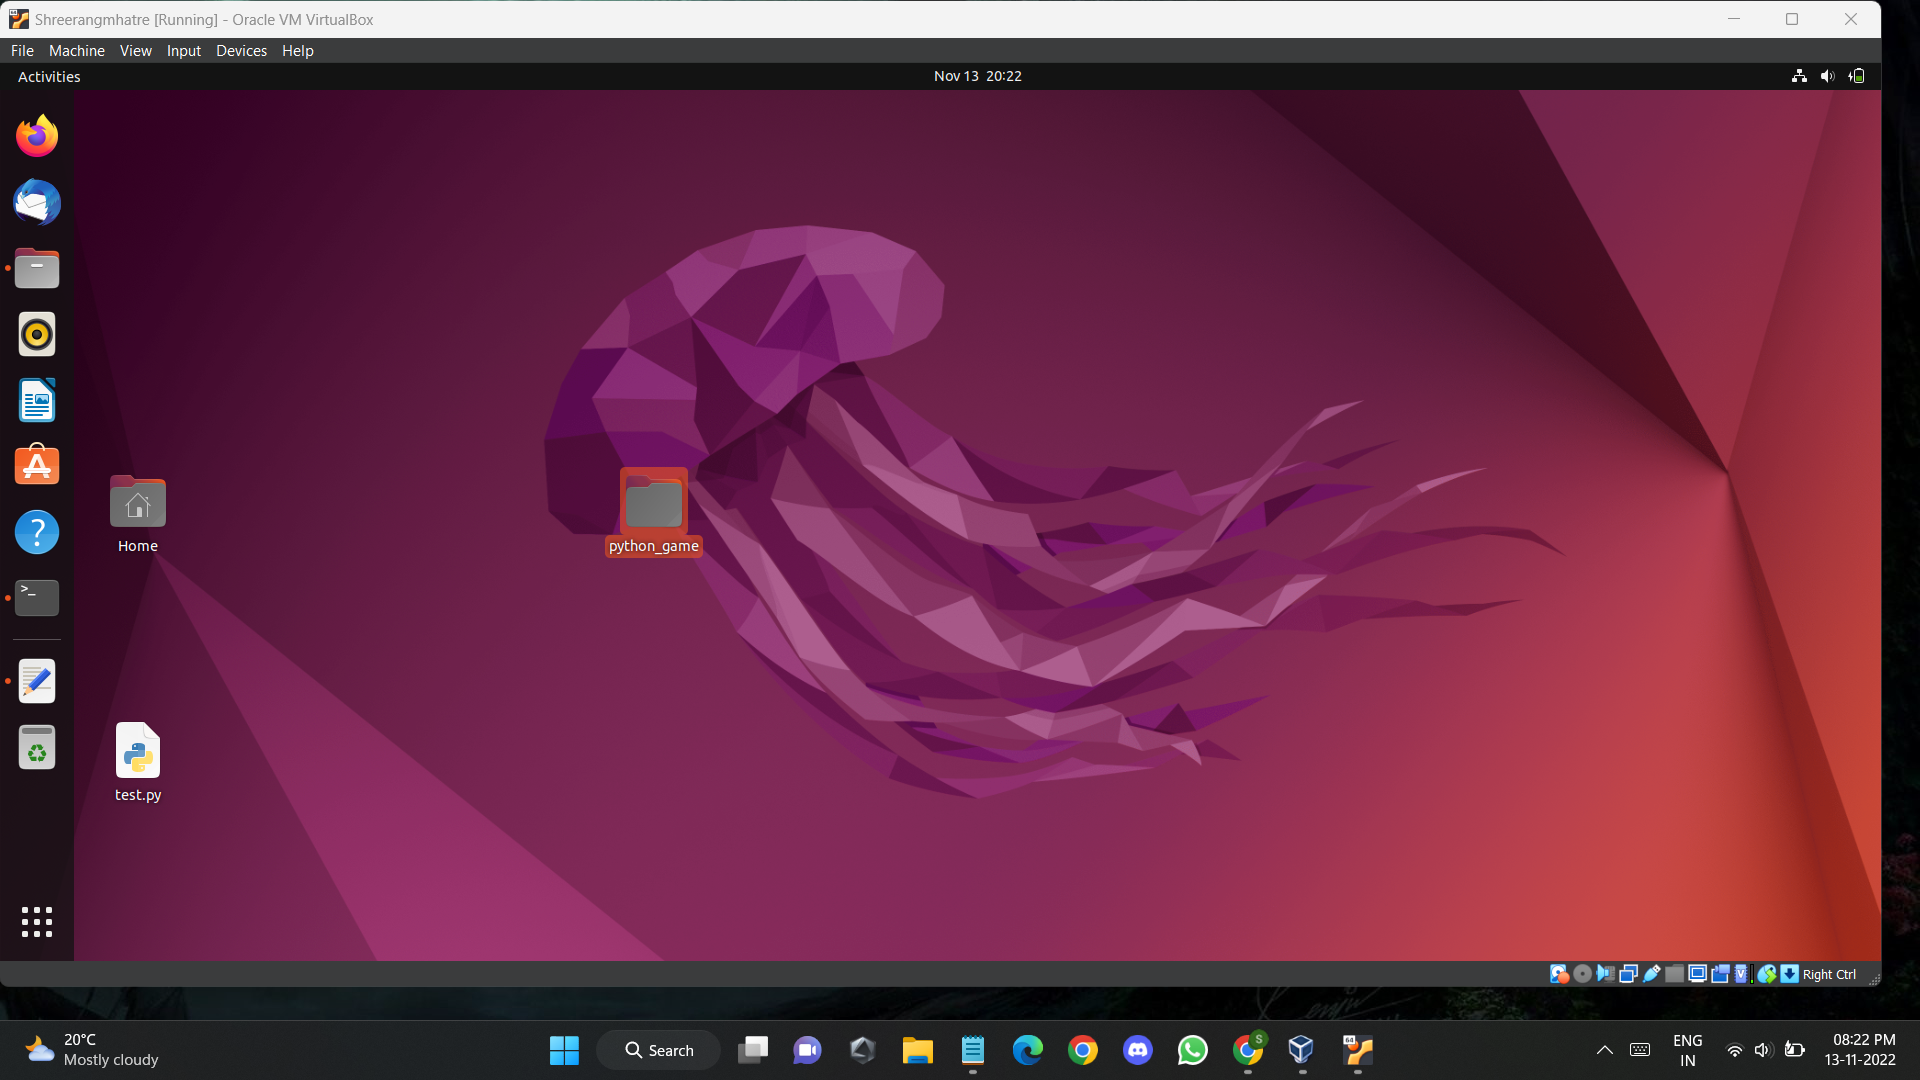 Shreerangmhatre [Running] - Oracle VM VirtualBox
File Machine View Input Devices Help
Activities
Nov 13 20:22
>_
?
Home
python_game
test.py
V
Right Ctrl
20°C
Mostly cloudy
Search
S
64
ENG
IN
08:22 PM
13-11-2022